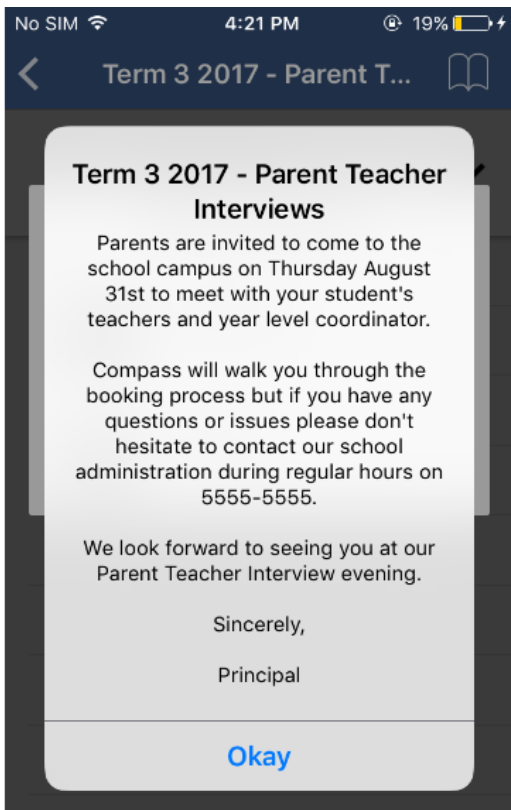 No SIM 4:21 PM 19%
Term 3 2017 - Parent T...
Term 3 2017 - Parent Teacher
Interviews
Parents are invited to come to the
school campus on Thursday August
31st to meet with your student's
teachers and year level coordinator.
Compass will walk you through the
booking process but if you have any
questions or issues please don't
hesitate to contact our school
administration during regular hours on
5555-5555.
We look forward to seeing you at our
Parent Teacher Interview evening.
Sincerely,
Principal
Okay